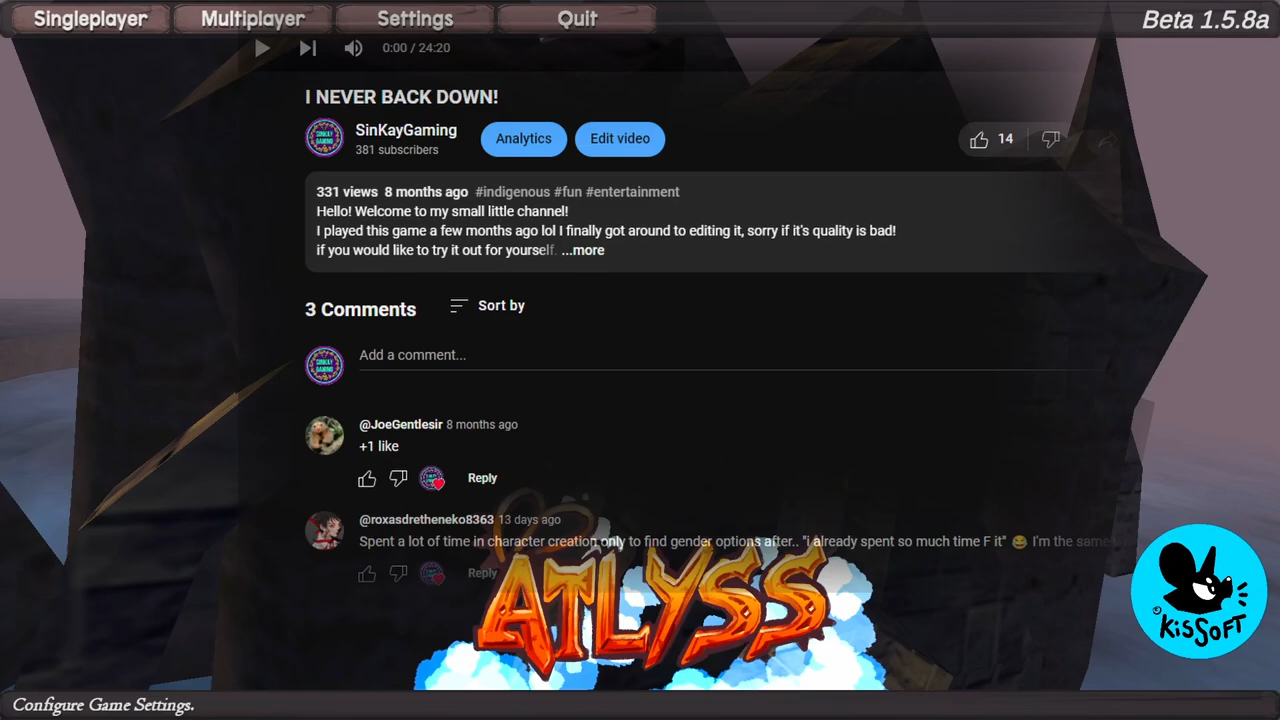 Singleplayer Multiplayer Settings Quit Beta 1.5.8a
0:00 / 24:20
I NEVER BACK DOWN!
SinKayGaming
381 subscribers
Analytics Edit video
14
331 views 8 months ago #indigenous #fun #entertainment
Hello! Welcome to my small little channel!
I played this game a few months ago lol I finally got around to editing it, sorry if it's quality is bad!
if you would like to try it out for yourself. ...more
3 Comments Sort by
Add a comment...
@JoeGentlesir 8 months ago
+1 like
Reply
@roxasdretheneko8363 13 days ago
Spent a lot of time in character creation only to find gender options after.. "i already spent so much time F it" 😂 I'm the same
Reply
ATLYSS
KisSoft
Configure Game Settings.